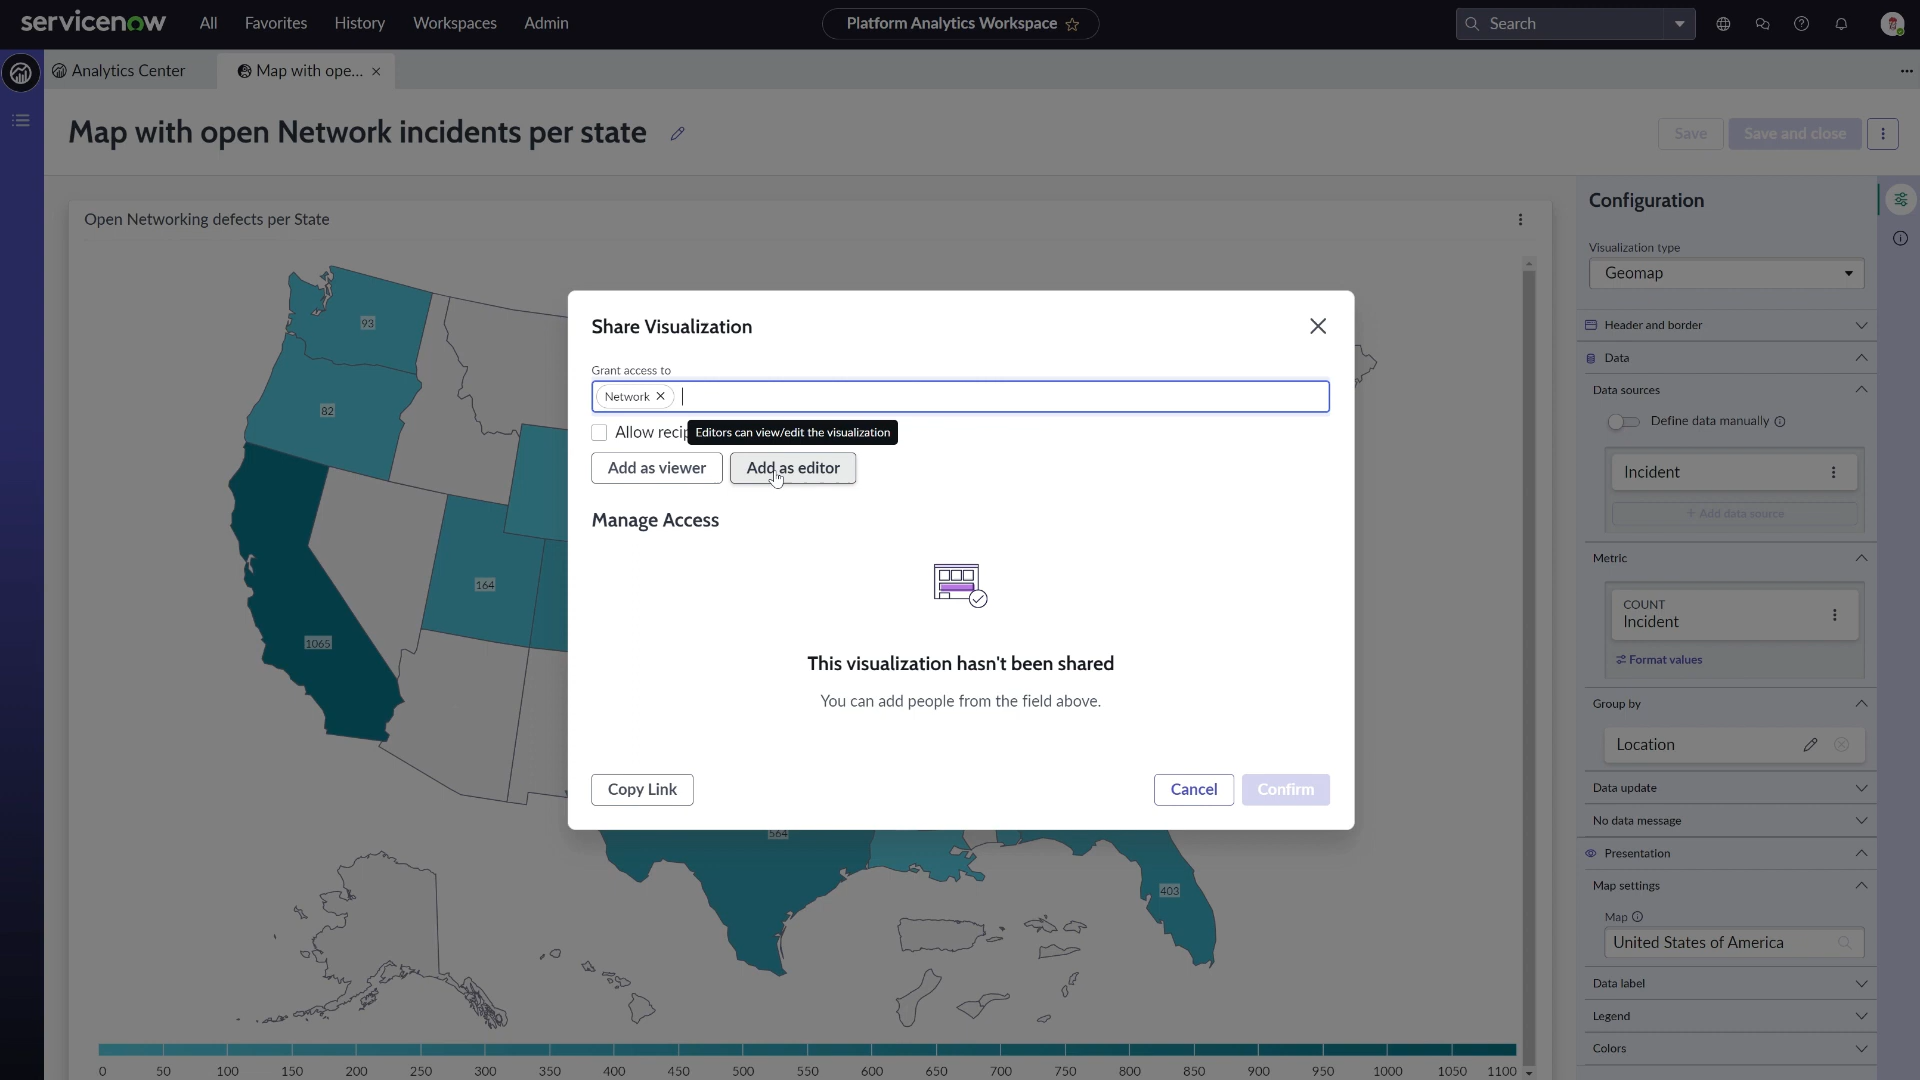 servicenow
All
Favorites
History
Workspaces
Admin
Platform Analytics Workspace
Search
Analytics Center
Map with ope...
Map with open Network incidents per state
Save
Save and close
Open Networking defects per State
93
82
164
1065
564
403
Share Visualization
Grant access to
Network
Allow recip
Editors can view/edit the visualization
Add as viewer
Add as editor
Manage Access
This visualization hasn't been shared
You can add people from the field above.
Copy Link
Cancel
Confirm
0 50 100 150 200 250 300 350 400 450 500 550 600 650 700 750 800 850 900 950 1000 1050 1100
Configuration
Visualization type
Geomap
Header and border
Data
Data sources
Define data manually
Incident
+ Add data source
Metric
COUNT
Incident
Format values
Group by
Location
Data update
No data message
Presentation
Map settings
Map
United States of America
Data label
Legend
Colors